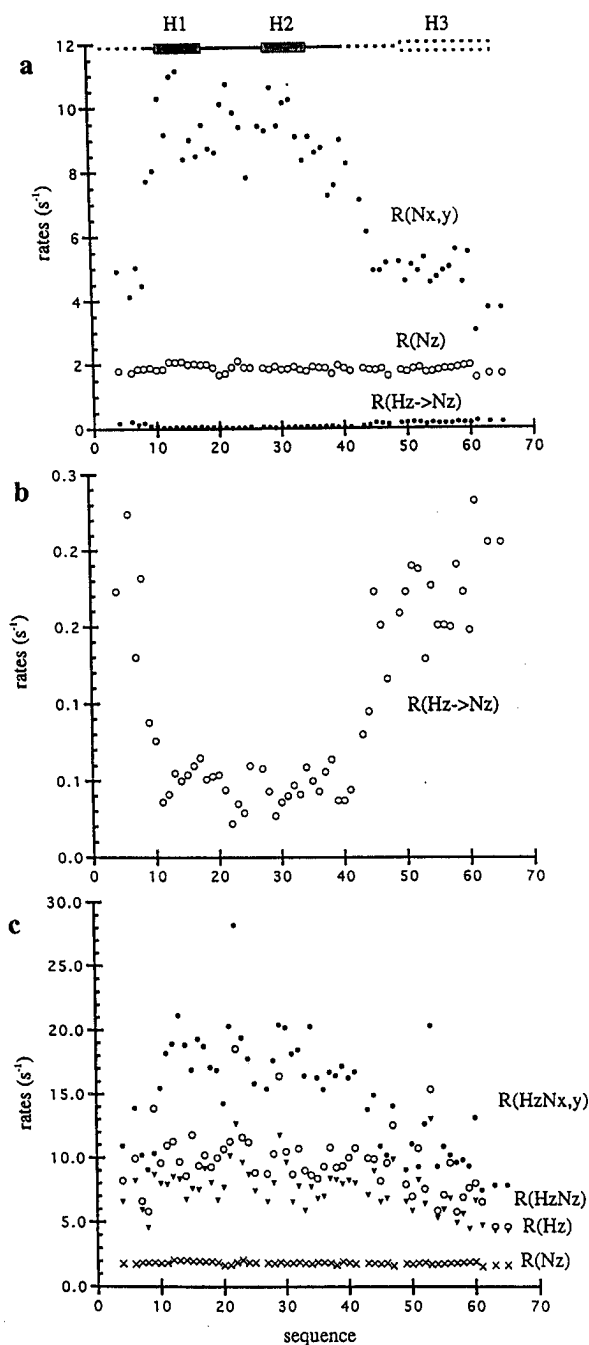 H1 H2 H3
a
12
10
8
6
4
2
0
rates (s⁻¹)
R(Nx,y)
R(Nz)
R(Hz->Nz)
0 10 20 30 40 50 60 70
b
0.3
0.2
0.2
0.1
0.1
0.0
rates (s⁻¹)
R(Hz->Nz)
0 10 20 30 40 50 60 70
c
30.0
25.0
20.0
15.0
10.0
5.0
0.0
rates (s⁻¹)
R(HzNx,y)
R(HzNz)
R(Hz)
R(Nz)
0 10 20 30 40 50 60 70
sequence